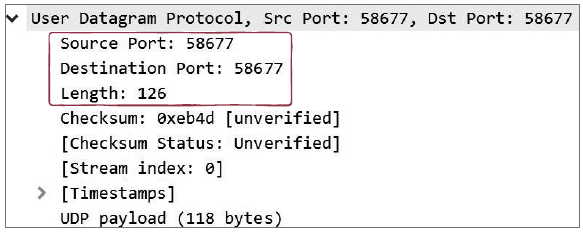 User Datagram Protocol, Src Port: 58677, Dst Port: 58677
Source Port: 58677
Destination Port: 58677
Length: 126
Checksum: 0xeb4d [unverified]
[Checksum Status: Unverified]
[Stream index: 0]
[Timestamps]
UDP payload (118 bytes)